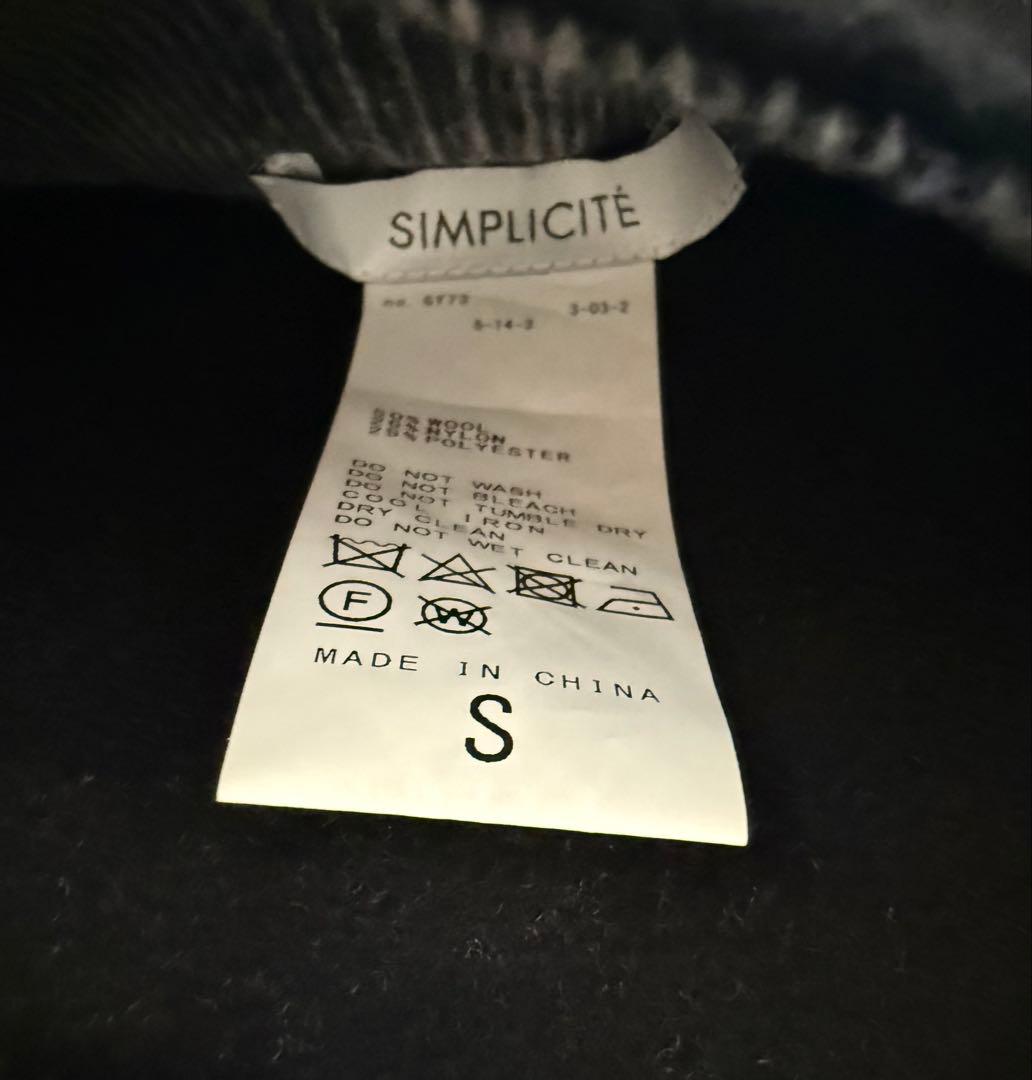 SIMPLICITÉ
no. 3-03-2
WOOL
NYLON
POLYESTER
DO NOT WASH
DO NOT BLEACH
DO NOT TUMBLE DRY
COOL IRON
DRY CLEAN
DO NOT WET CLEAN
F W
MADE IN CHINA
S